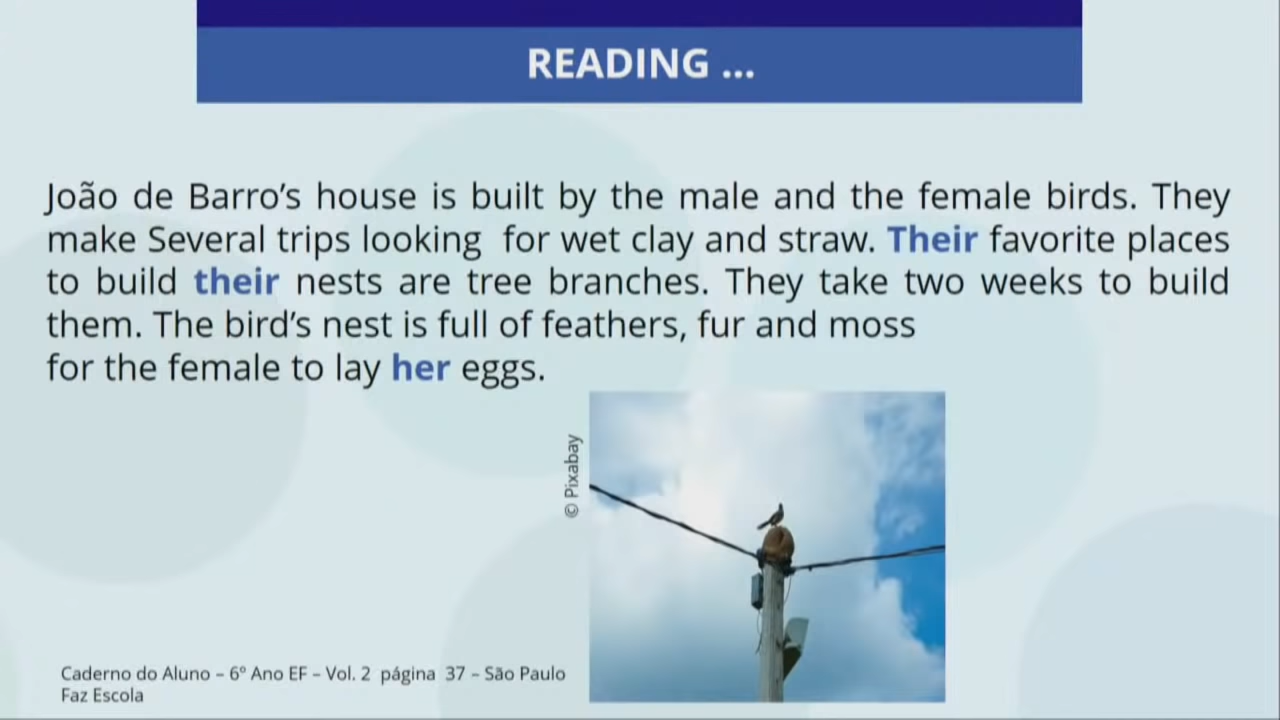 READING ...
João de Barro’s house is built by the male and the female birds. They
make Several trips looking for wet clay and straw. Their favorite places
to build their nests are tree branches. They take two weeks to build
them. The bird’s nest is full of feathers, fur and moss
for the female to lay her eggs.
© Pixabay
Caderno do Aluno – 6º Ano EF – Vol. 2 página 37 – São Paulo
Faz Escola